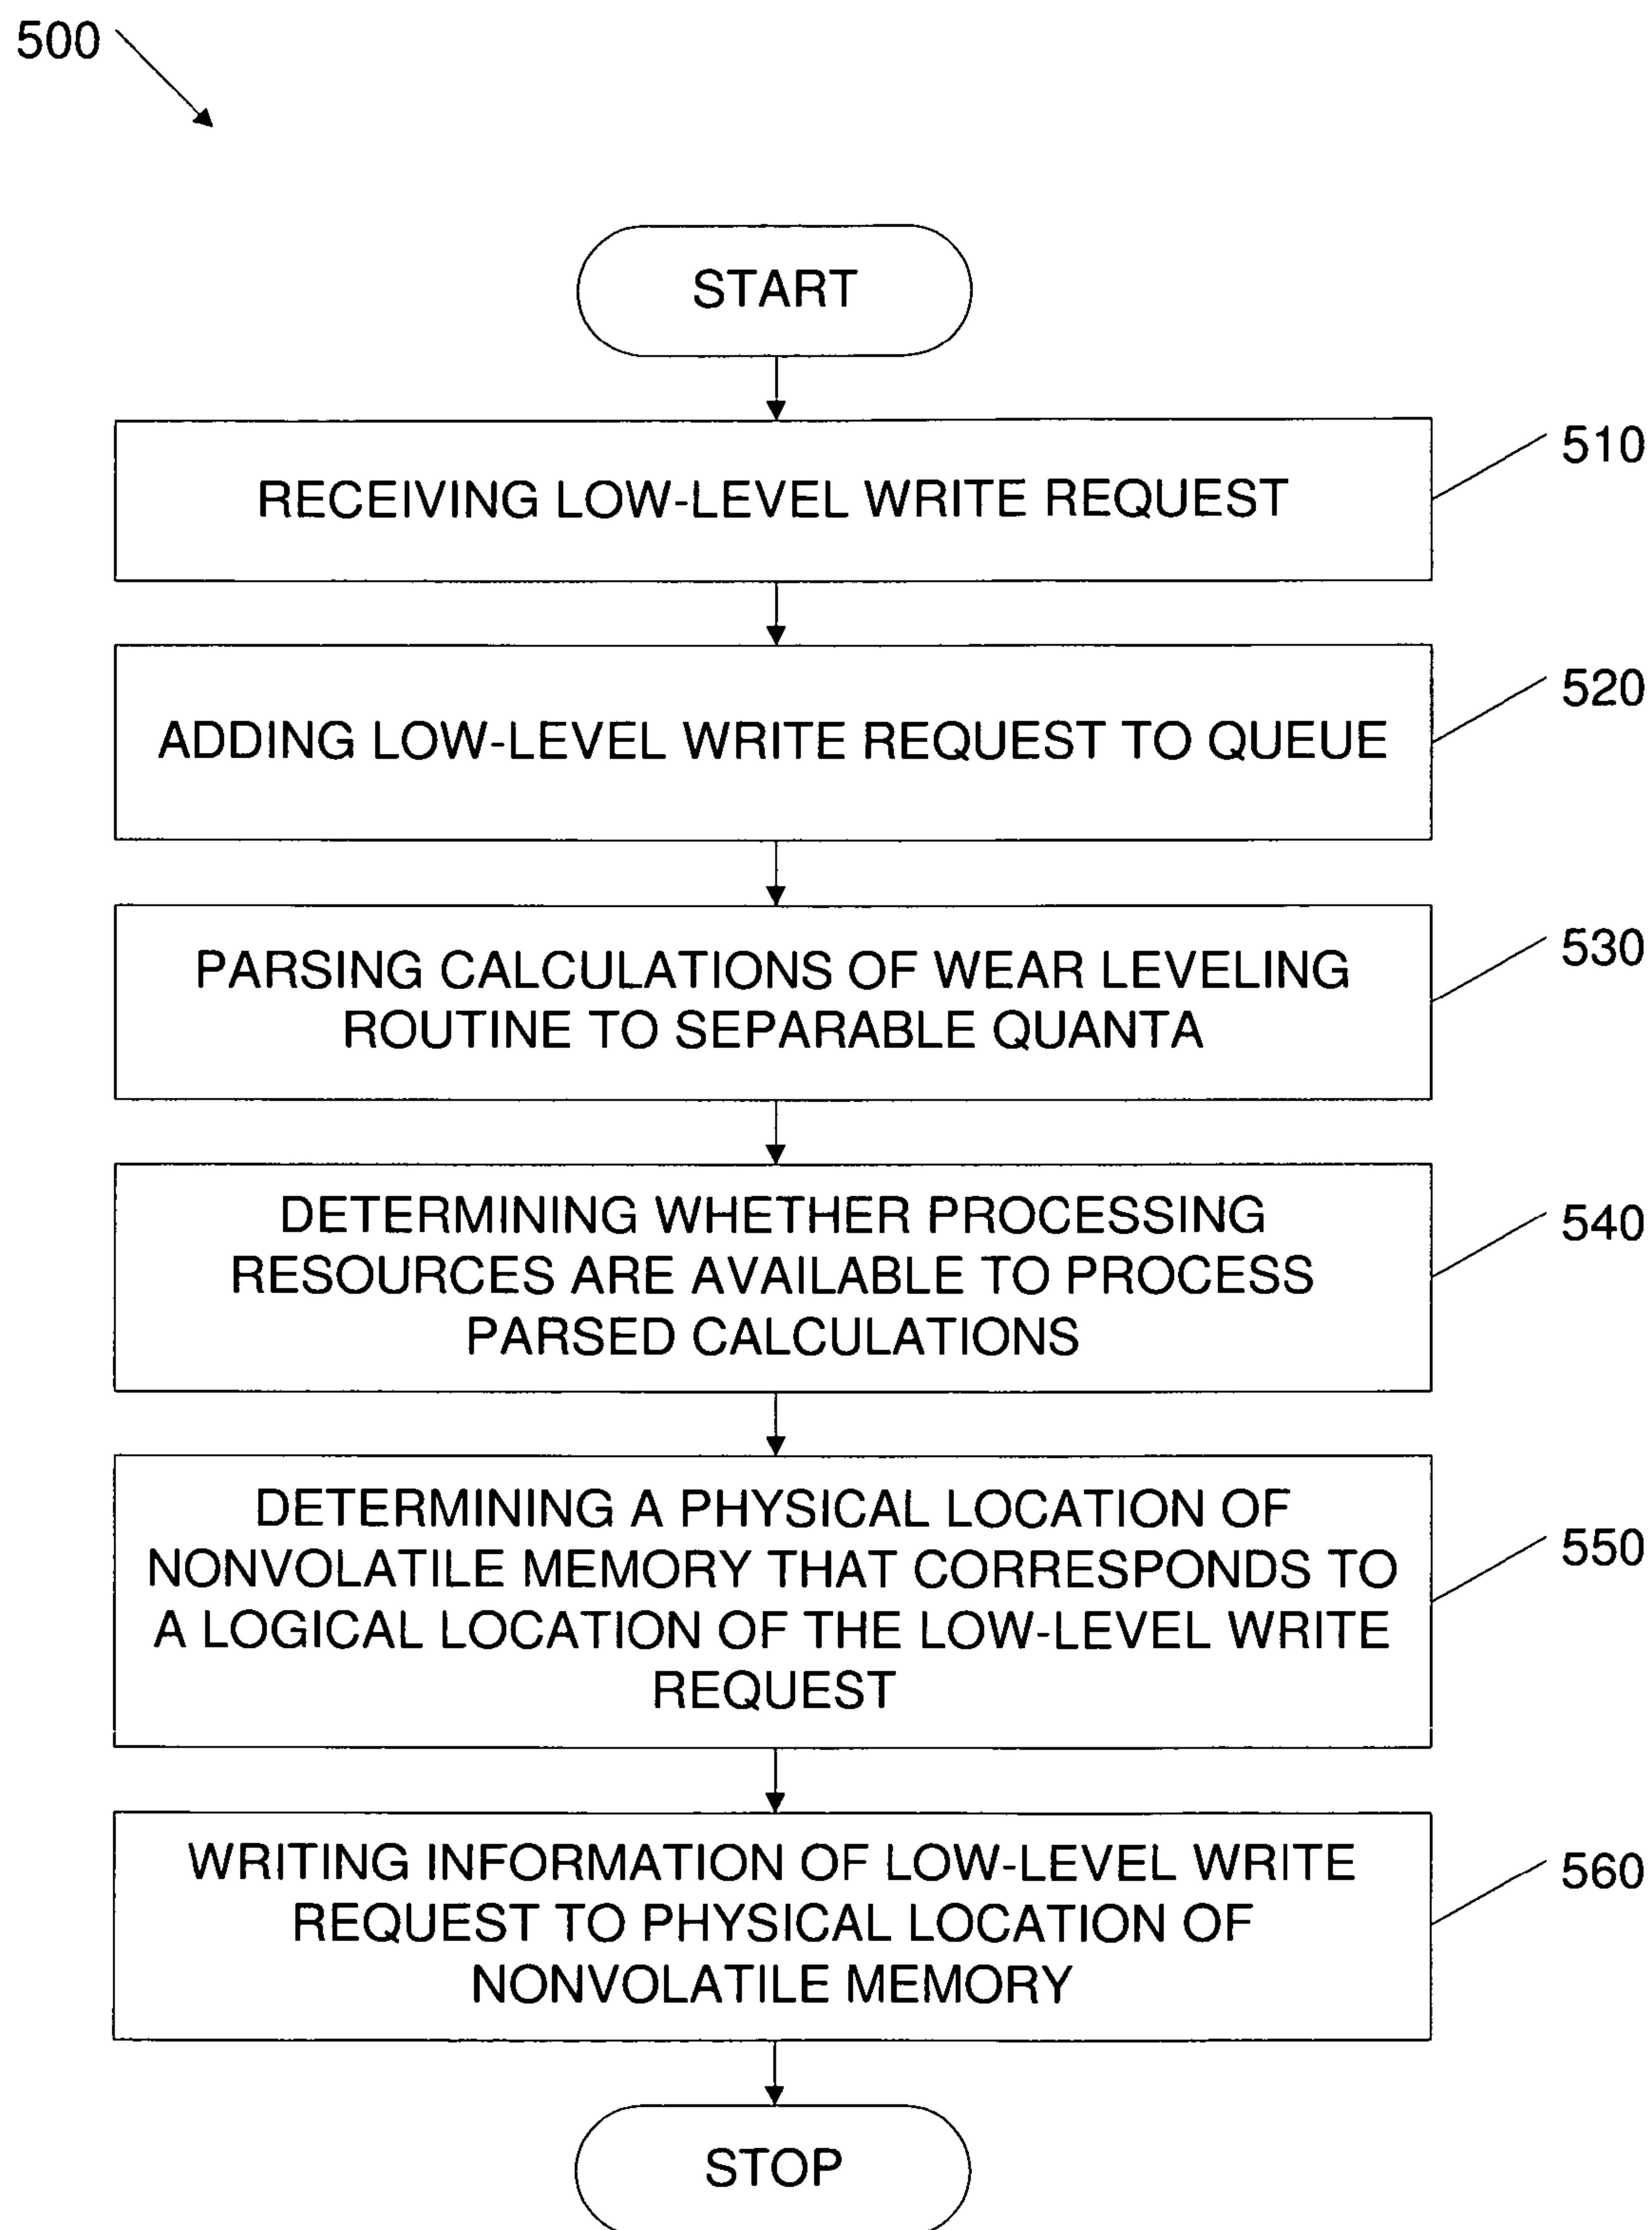 500
START
RECEIVING LOW-LEVEL WRITE REQUEST
510
ADDING LOW-LEVEL WRITE REQUEST TO QUEUE
520
PARSING CALCULATIONS OF WEAR LEVELING
ROUTINE TO SEPARABLE QUANTA
530
DETERMINING WHETHER PROCESSING
RESOURCES ARE AVAILABLE TO PROCESS
PARSED CALCULATIONS
540
DETERMINING A PHYSICAL LOCATION OF
NONVOLATILE MEMORY THAT CORRESPONDS TO
A LOGICAL LOCATION OF THE LOW-LEVEL WRITE
REQUEST
550
WRITING INFORMATION OF LOW-LEVEL WRITE
REQUEST TO PHYSICAL LOCATION OF
NONVOLATILE MEMORY
560
STOP